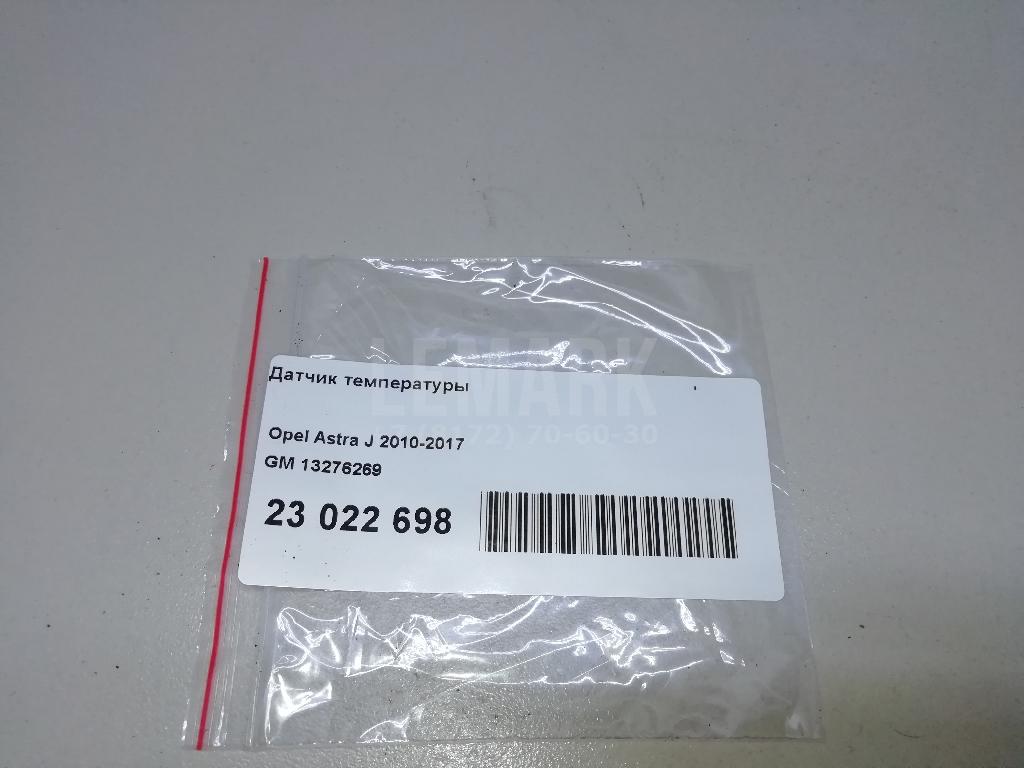 Датчик температуры
LEMARK
(8172) 70-60-30
Opel Astra J 2010-2017
GM 13276269
23 022 698